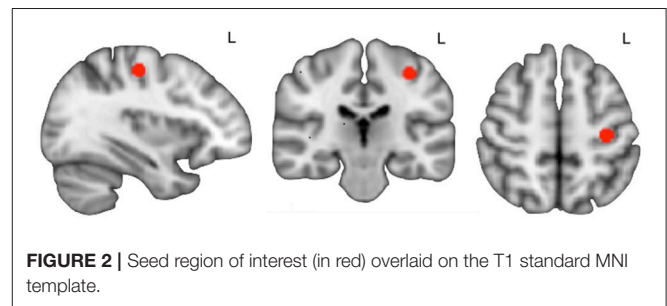 L L L
FIGURE 2 | Seed region of interest (in red) overlaid on the T1 standard MNI
template.